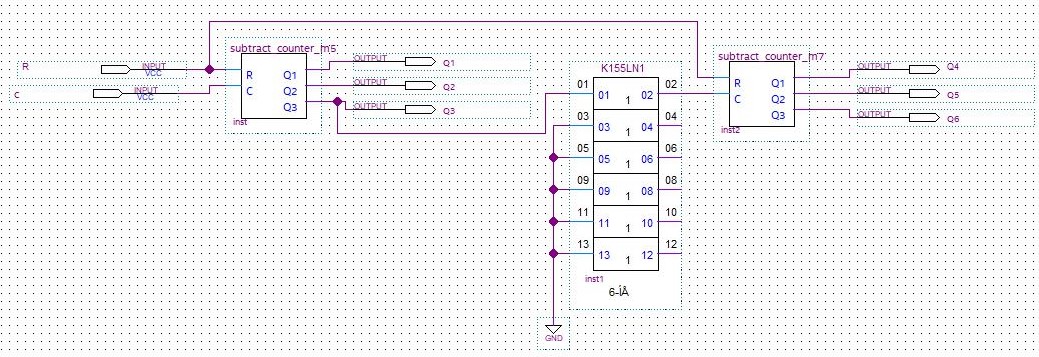 R
INPUT
VCC
C
INPUT
VCC
subtract_counter_m5
R
C
Q1
Q2
Q3
inst
OUTPUT
Q1
OUTPUT
Q2
OUTPUT
Q3
K155LN1
01 01 1 02 02
03 03 1 04 04
05 05 1 06 06
09 09 1 08 08
11 11 1 10 10
13 13 1 12 12
inst1
6-ÍÅ
GND
subtract_counter_m7
R
C
Q1
Q2
Q3
inst2
OUTPUT
Q4
OUTPUT
Q5
OUTPUT
Q6